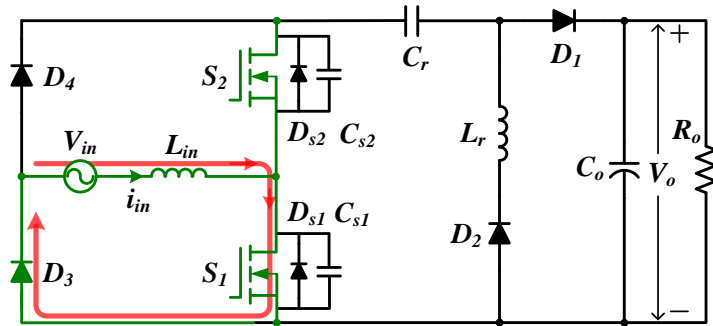 S2
Cr
D1
+
D4
Vin
Lin
Ds2 Cs2
Lr
Ro
Co
Vo
iin
Ds1 Cs1
D2
D3
S1
−